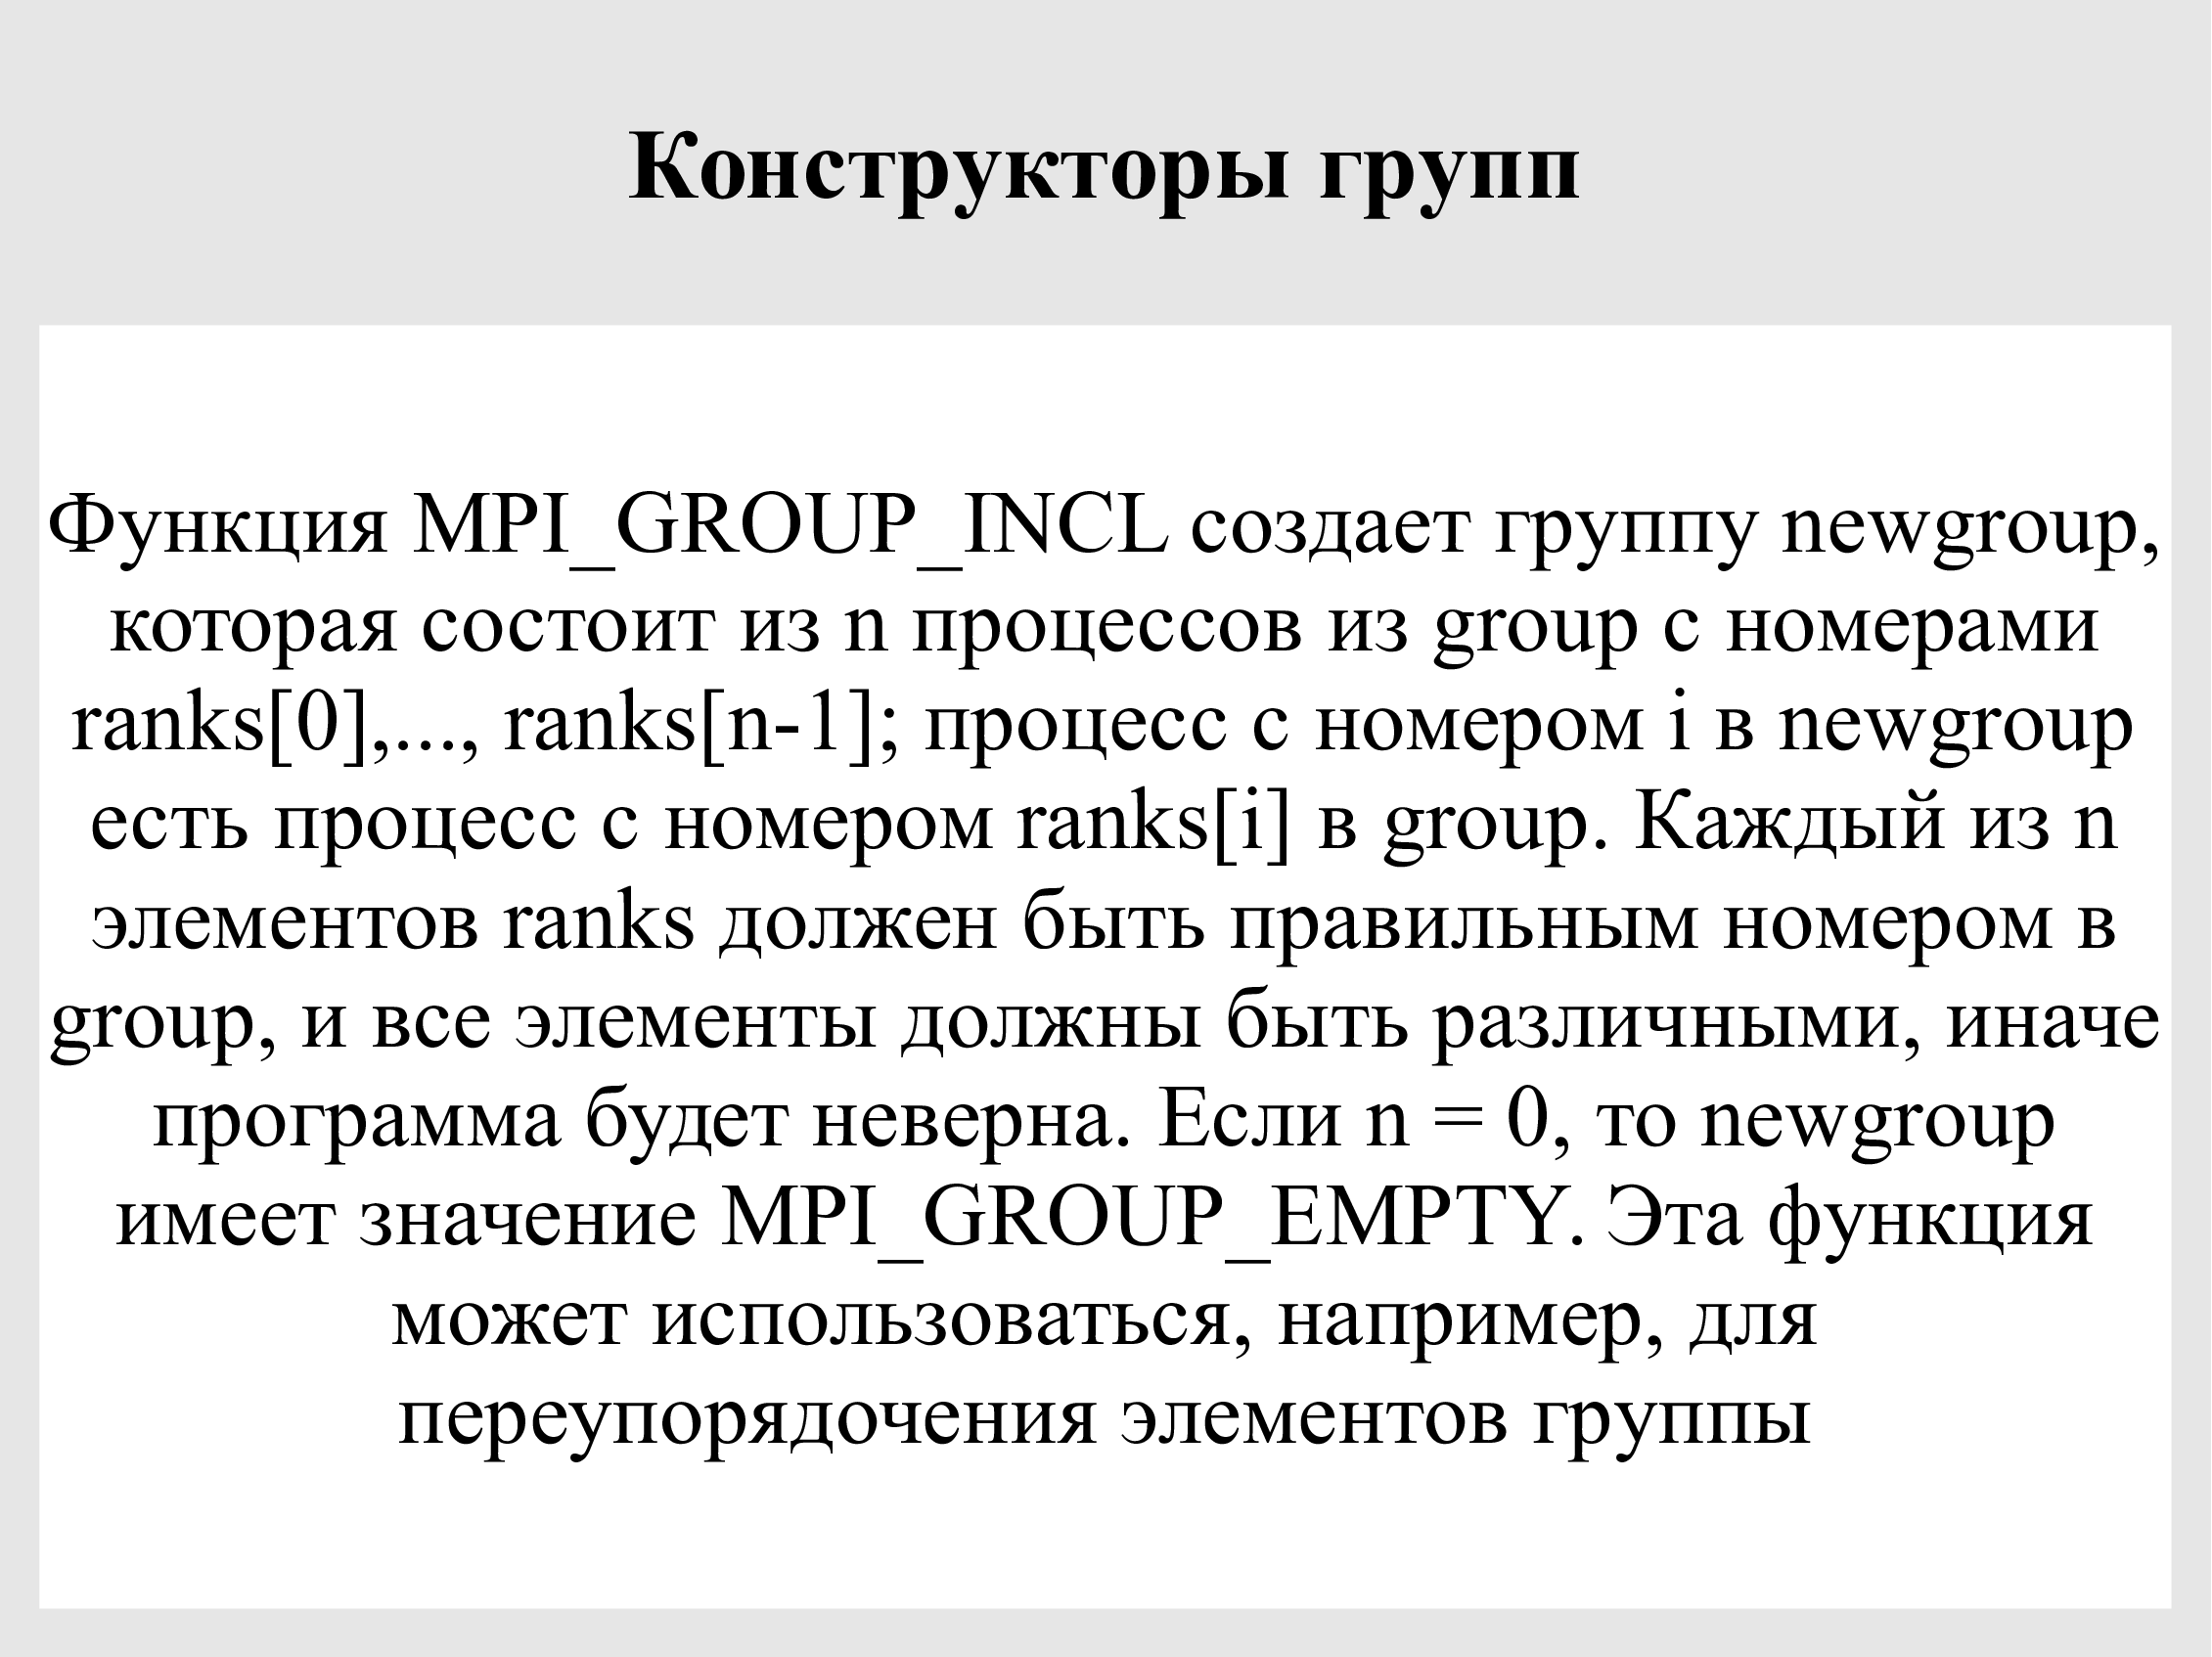 Конструкторы групп
Функция MPI_GROUP_INCL создает группу newgroup,
которая состоит из n процессов из group с номерами
ranks[0],..., ranks[n-1]; процесс с номером i в newgroup
есть процесс с номером ranks[i] в group. Каждый из n
элементов ranks должен быть правильным номером в
group, и все элементы должны быть различными, иначе
программа будет неверна. Если n = 0, то newgroup
имеет значение MPI_GROUP_EMPTY. Эта функция
может использоваться, например, для
переупорядочения элементов группы